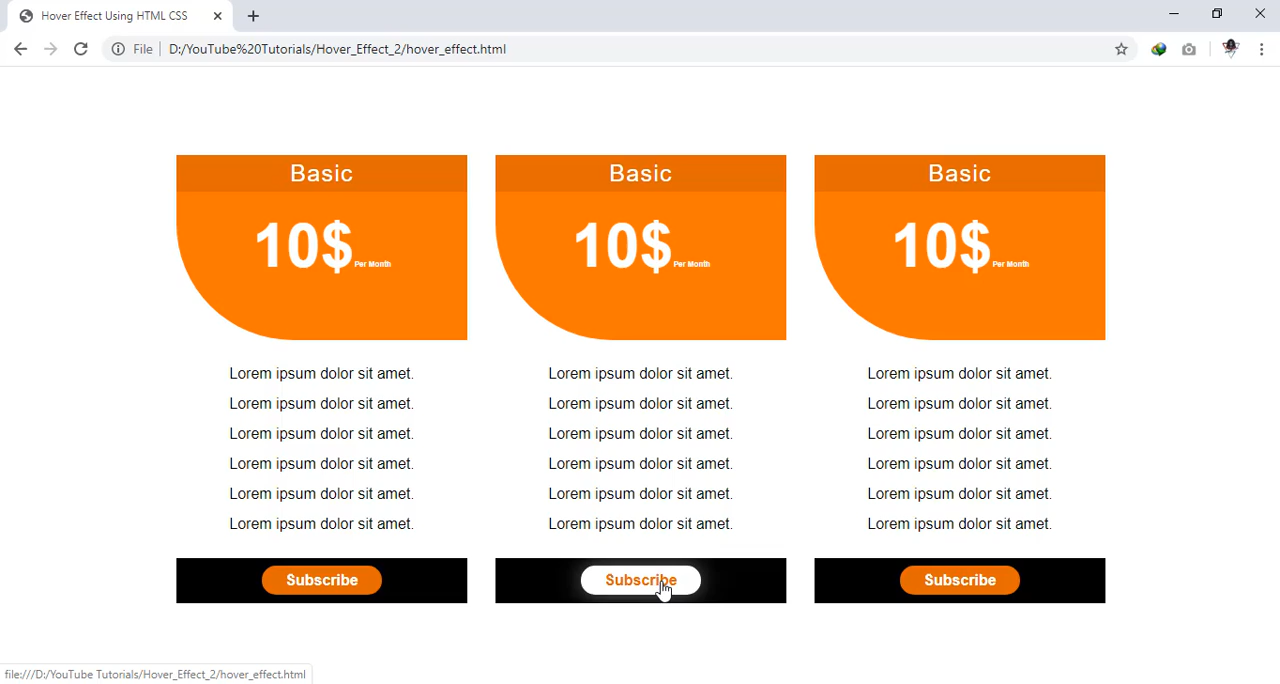 Hover Effect Using HTML CSS
File
D:/YouTube%20Tutorials/Hover_Effect_2/hover_effect.html
Basic
10$ Per Month
Lorem ipsum dolor sit amet.
Lorem ipsum dolor sit amet.
Lorem ipsum dolor sit amet.
Lorem ipsum dolor sit amet.
Lorem ipsum dolor sit amet.
Lorem ipsum dolor sit amet.
Subscribe
Basic
10$ Per Month
Lorem ipsum dolor sit amet.
Lorem ipsum dolor sit amet.
Lorem ipsum dolor sit amet.
Lorem ipsum dolor sit amet.
Lorem ipsum dolor sit amet.
Lorem ipsum dolor sit amet.
Subscribe
Basic
10$ Per Month
Lorem ipsum dolor sit amet.
Lorem ipsum dolor sit amet.
Lorem ipsum dolor sit amet.
Lorem ipsum dolor sit amet.
Lorem ipsum dolor sit amet.
Lorem ipsum dolor sit amet.
Subscribe
file:///D:/YouTube Tutorials/Hover_Effect_2/hover_effect.html